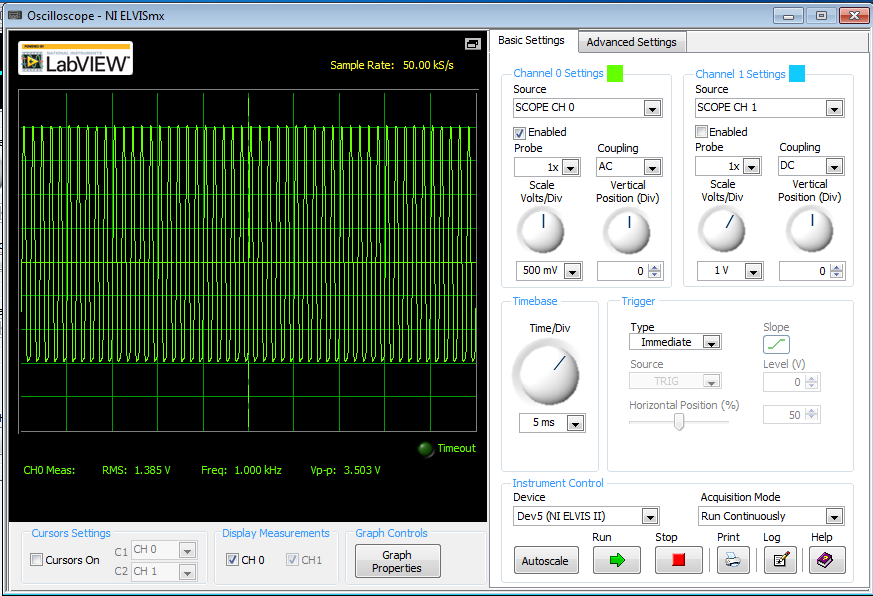 Oscilloscope - NI ELVISmx
POWERED BY
NATIONAL INSTRUMENTS
LabVIEW™
Sample Rate: 50.00 kS/s
Timeout
CH0 Meas: RMS: 1.385 V Freq: 1.000 kHz Vp-p: 3.503 V
Cursors Settings
Cursors On
C1 CH 0
C2 CH 1
Display Measurements
CH 0 CH1
Graph Controls
Graph
Properties
Basic Settings Advanced Settings
Channel 0 Settings
Source
SCOPE CH 0
Enabled
Probe Coupling
1x AC
Scale Vertical
Volts/Div Position (Div)
500 mV 0
Channel 1 Settings
Source
SCOPE CH 1
Enabled
Probe Coupling
1x DC
Scale Vertical
Volts/Div Position (Div)
1 V 0
Timebase
Time/Div
5 ms
Trigger
Type Slope
Immediate
Source Level (V)
TRIG 0
Horizontal Position (%)
50
Instrument Control
Device Acquisition Mode
Dev5 (NI ELVIS II) Run Continuously
Run Stop Print Log Help
Autoscale